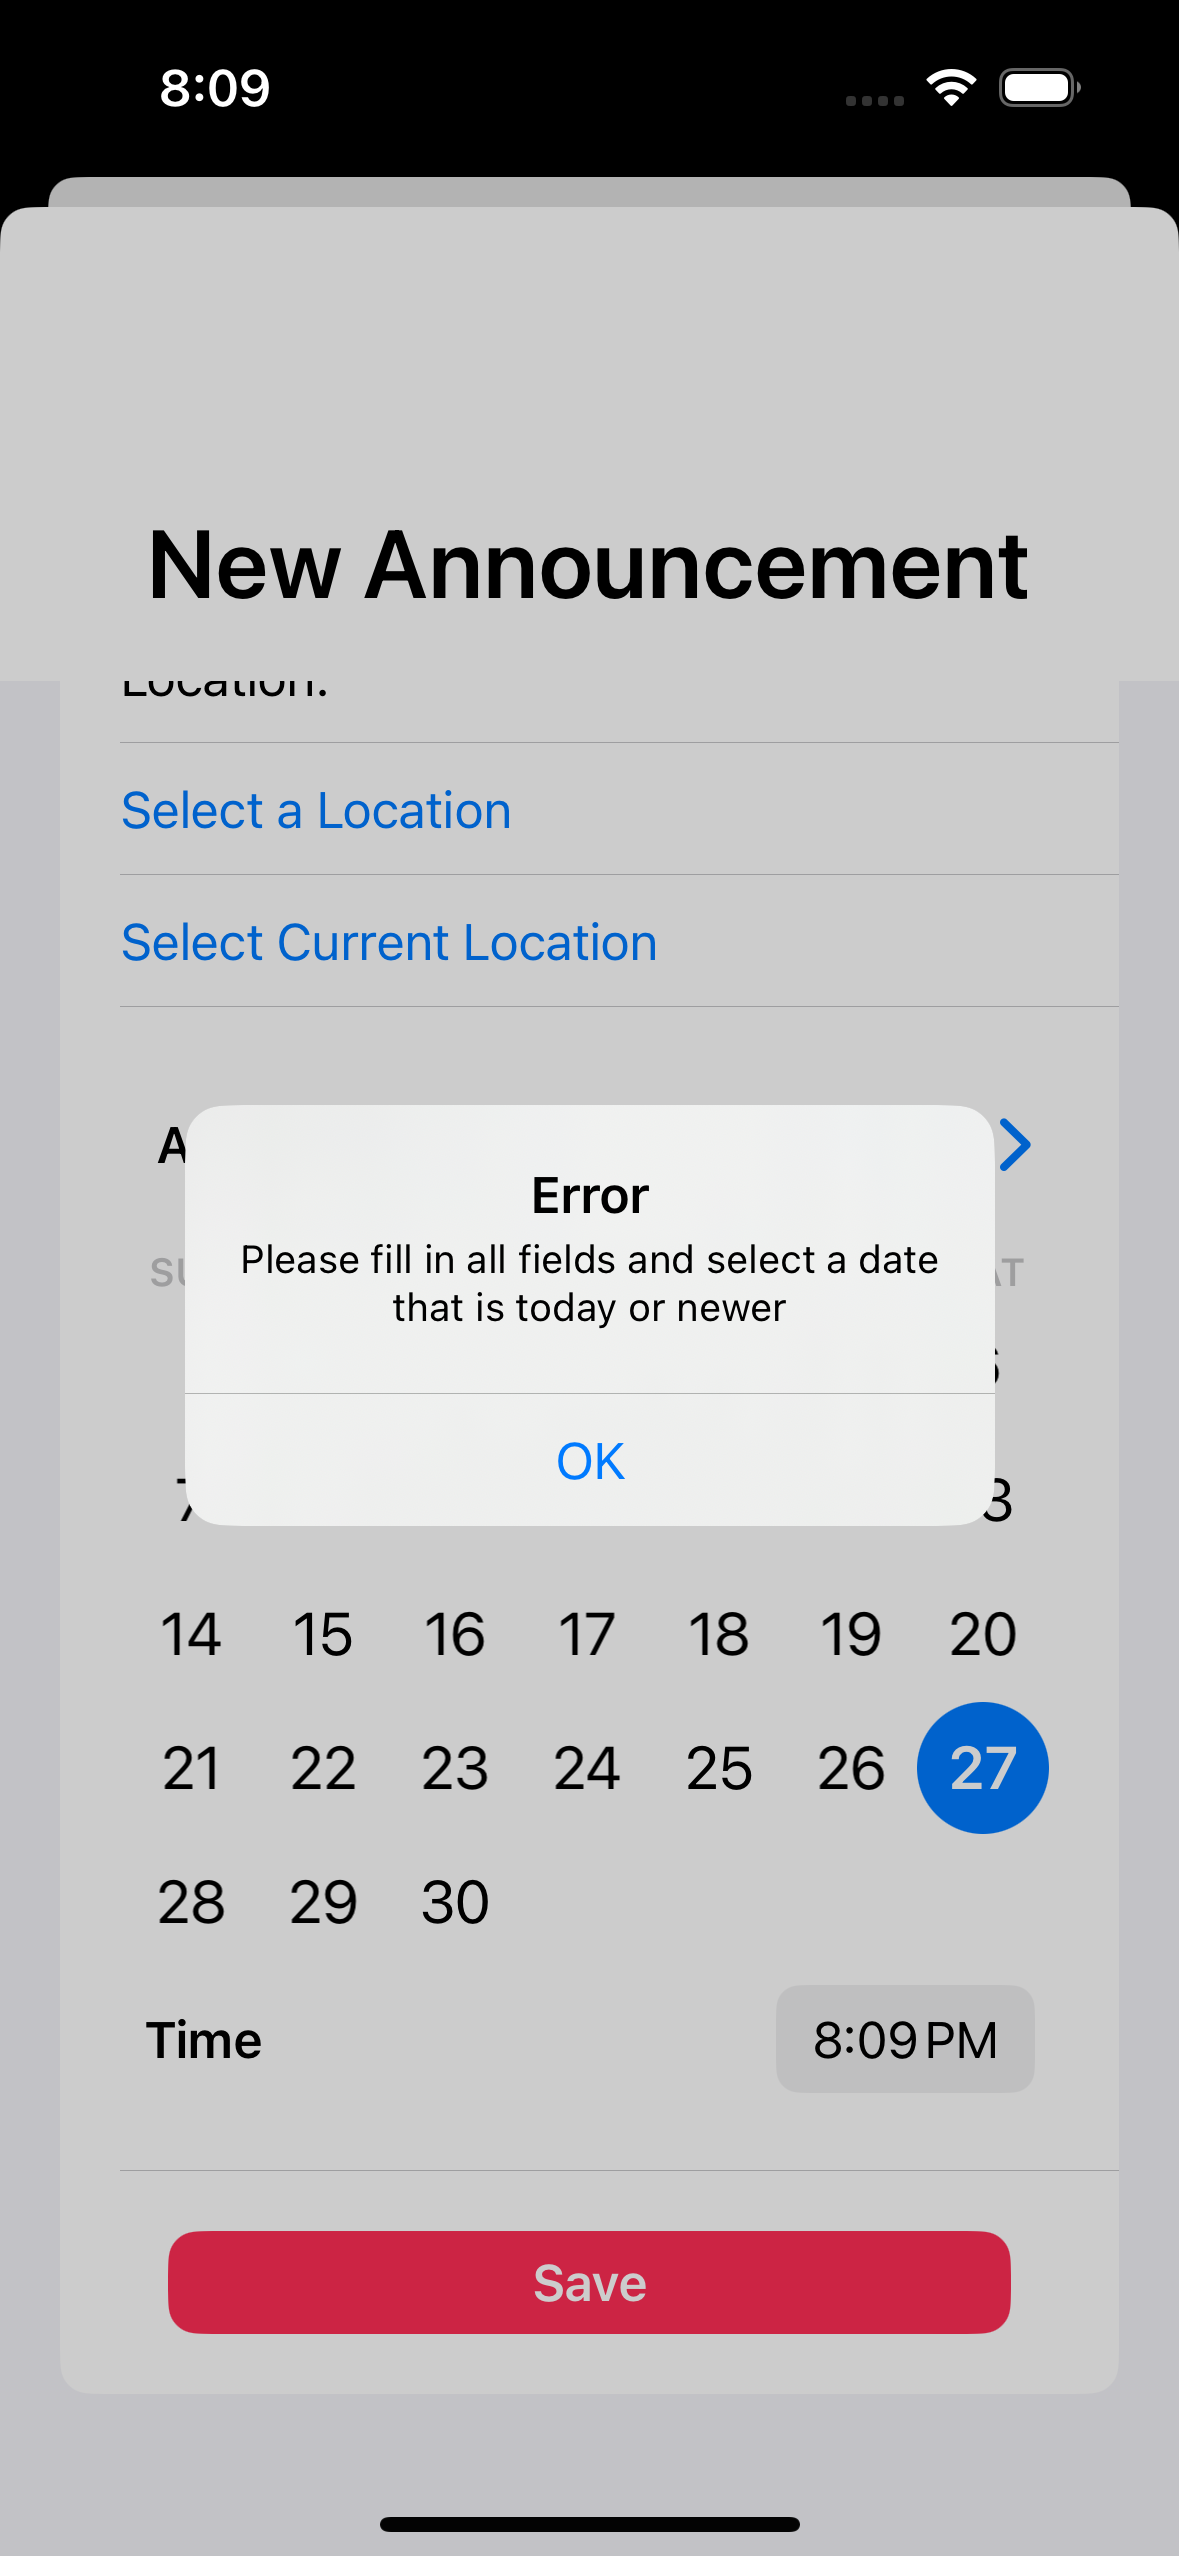 8:09
New Announcement
Location:
Select a Location
Select Current Location
Error
Please fill in all fields and select a date
that is today or newer
OK
14 15 16 17 18 19 20
21 22 23 24 25 26 27
28 29 30
Time 8:09 PM
Save